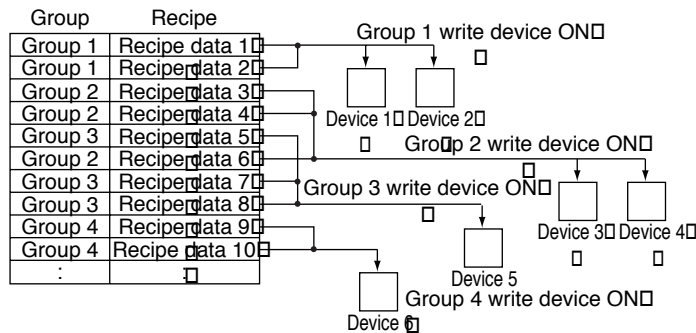 Group Recipe
Group 1 Recipe data 1
Group 1 Recipe data 2
Group 2 Recipe data 3
Group 2 Recipe data 4
Group 3 Recipe data 5
Group 2 Recipe data 6
Group 3 Recipe data 7
Group 3 Recipe data 8
Group 4 Recipe data 9
Group 4 Recipe data 10
: :
Group 1 write device ON
Device 1 Device 2
Group 2 write device ON
Group 3 write device ON
Device 3 Device 4
Device 5
Group 4 write device ON
Device 6